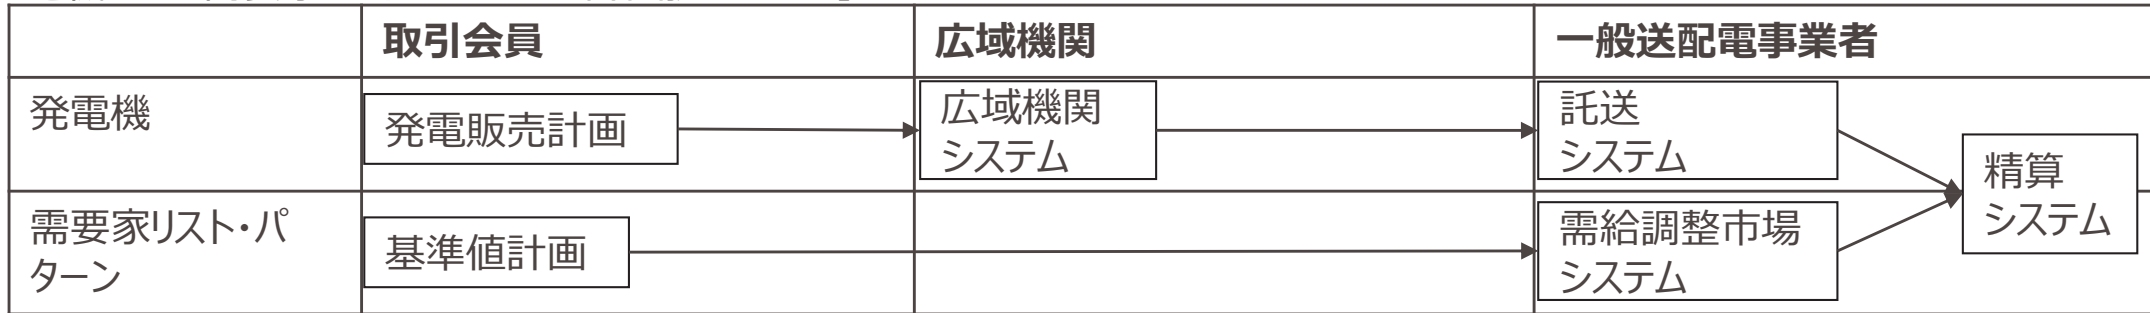 取引会員
広域機関
一般送配電事業者
発電機
発電販売計画
広域機関
システム
託送
システム
精算
システム
需要家リスト・パ
ターン
基準値計画
需給調整市場
システム